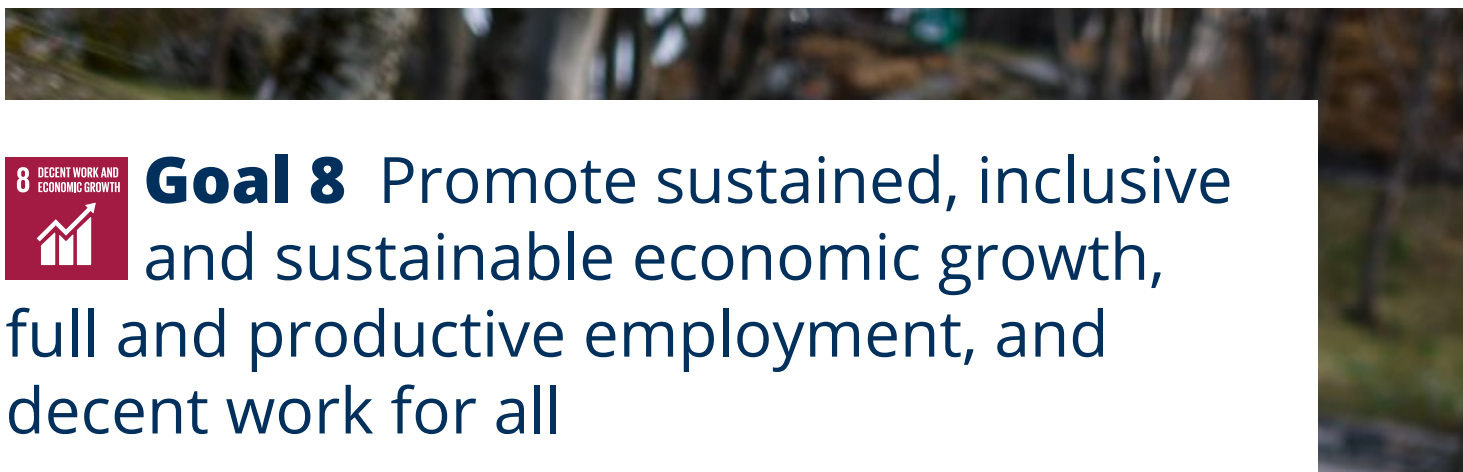 8 DECENT WORK AND
ECONOMIC GROWTH
Goal 8 Promote sustained, inclusive
and sustainable economic growth,
full and productive employment, and
decent work for all